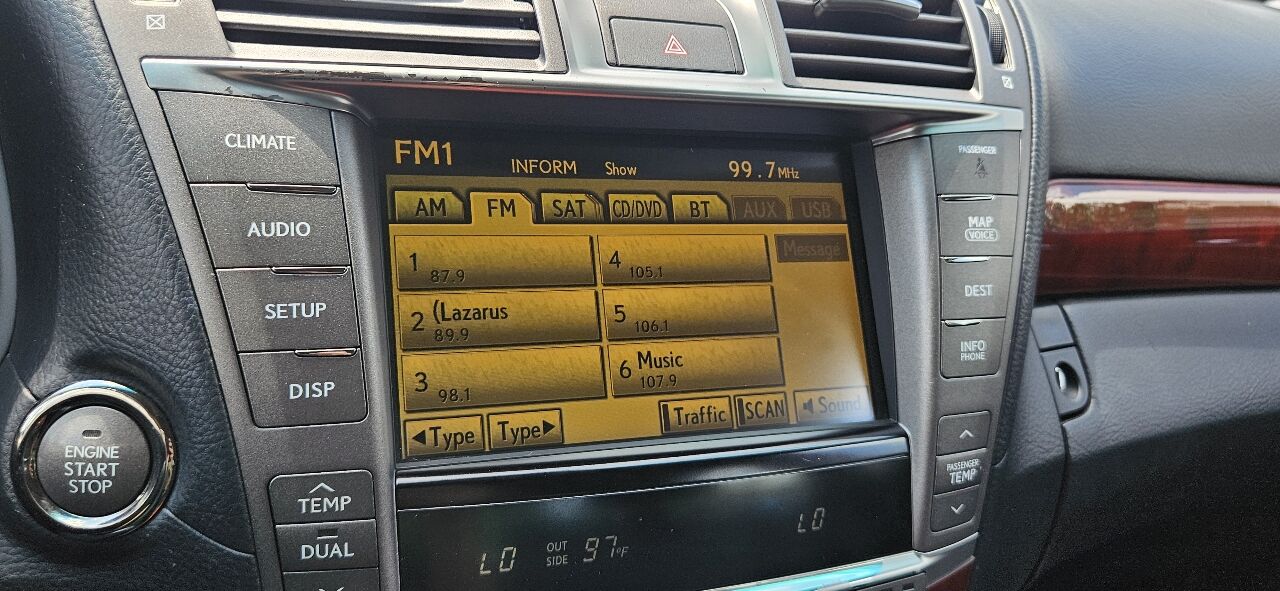 CLIMATE
AUDIO
SETUP
DISP
ENGINE
START
STOP
TEMP
DUAL
FM1
INFORM Show 99.7 MHz
AM FM SAT CD/DVD BT AUX USB
1 87.9
4 105.1
Message
2 (Lazarus 89.9
5 106.1
3 98.1
6 Music 107.9
◀Type Type▶ Traffic SCAN Sound
LO OUT SIDE 97°F LO
PASSENGER
MAP
VOICE
DEST
INFO
PHONE
PASSENGER
TEMP